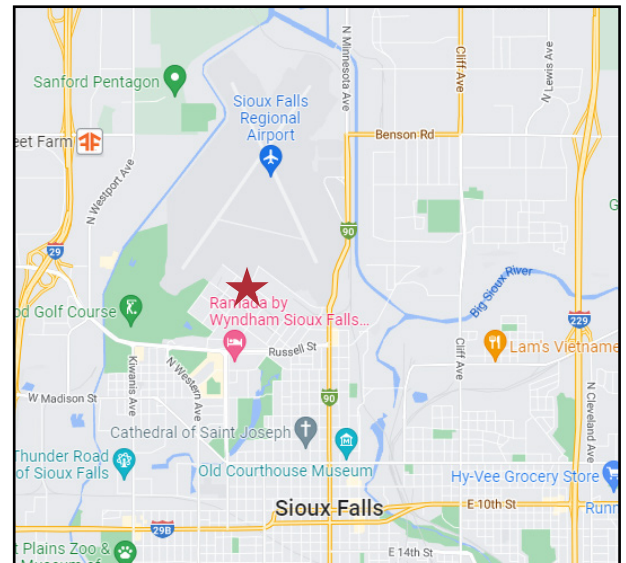 Sanford Pentagon
N Minnesota Ave
Cliff Ave
N Lewis Ave
Sioux Falls
Regional
Airport
Benson Rd
eet Farm
N Westport Ave
90
29
G
Big Sioux River
od Golf Course
Ramada by
Wyndham Sioux Falls...
229
Russell St
Cliff Ave
Lam's Vietname
Kiwanis Ave
N Western Ave
W Madison St
90
N Cleveland Ave
Cathedral of Saint Joseph
Thunder Road
of Sioux Falls
Old Courthouse Museum
Hy-Vee Grocery Store
Sioux Falls
E 10th St
Runn
29B
t Plains Zoo &
Museum of
E 14th St